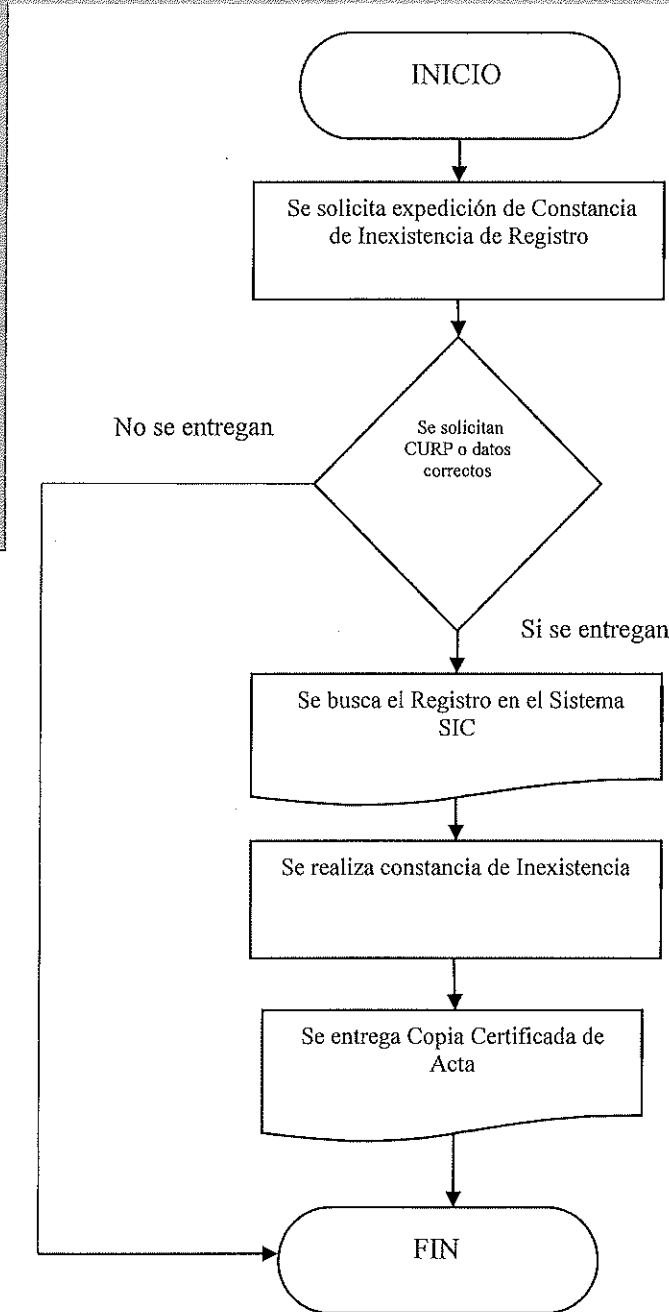 INICIO
Se solicita expedición de Constancia
de Inexistencia de Registro
No se entregan
Se solicitan
CURP o datos
correctos
Si se entregan
Se busca el Registro en el Sistema
SIC
Se realiza constancia de Inexistencia
Se entrega Copia Certificada de
Acta
FIN